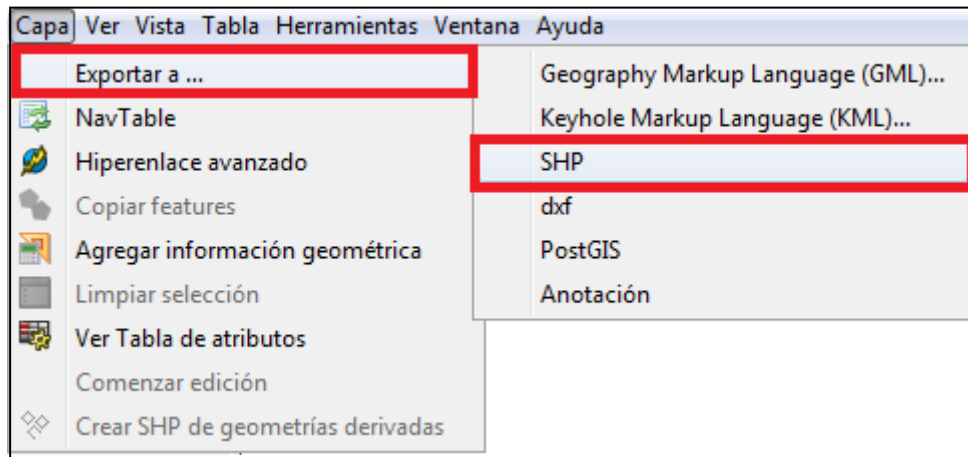 Capa Ver Vista Tabla Herramientas Ventana Ayuda
Exportar a ...
NavTable
Hiperenlace avanzado
Copiar features
Agregar información geométrica
Limpiar selección
Ver Tabla de atributos
Comenzar edición
Crear SHP de geometrías derivadas
Geography Markup Language (GML)...
Keyhole Markup Language (KML)...
SHP
dxf
PostGIS
Anotación